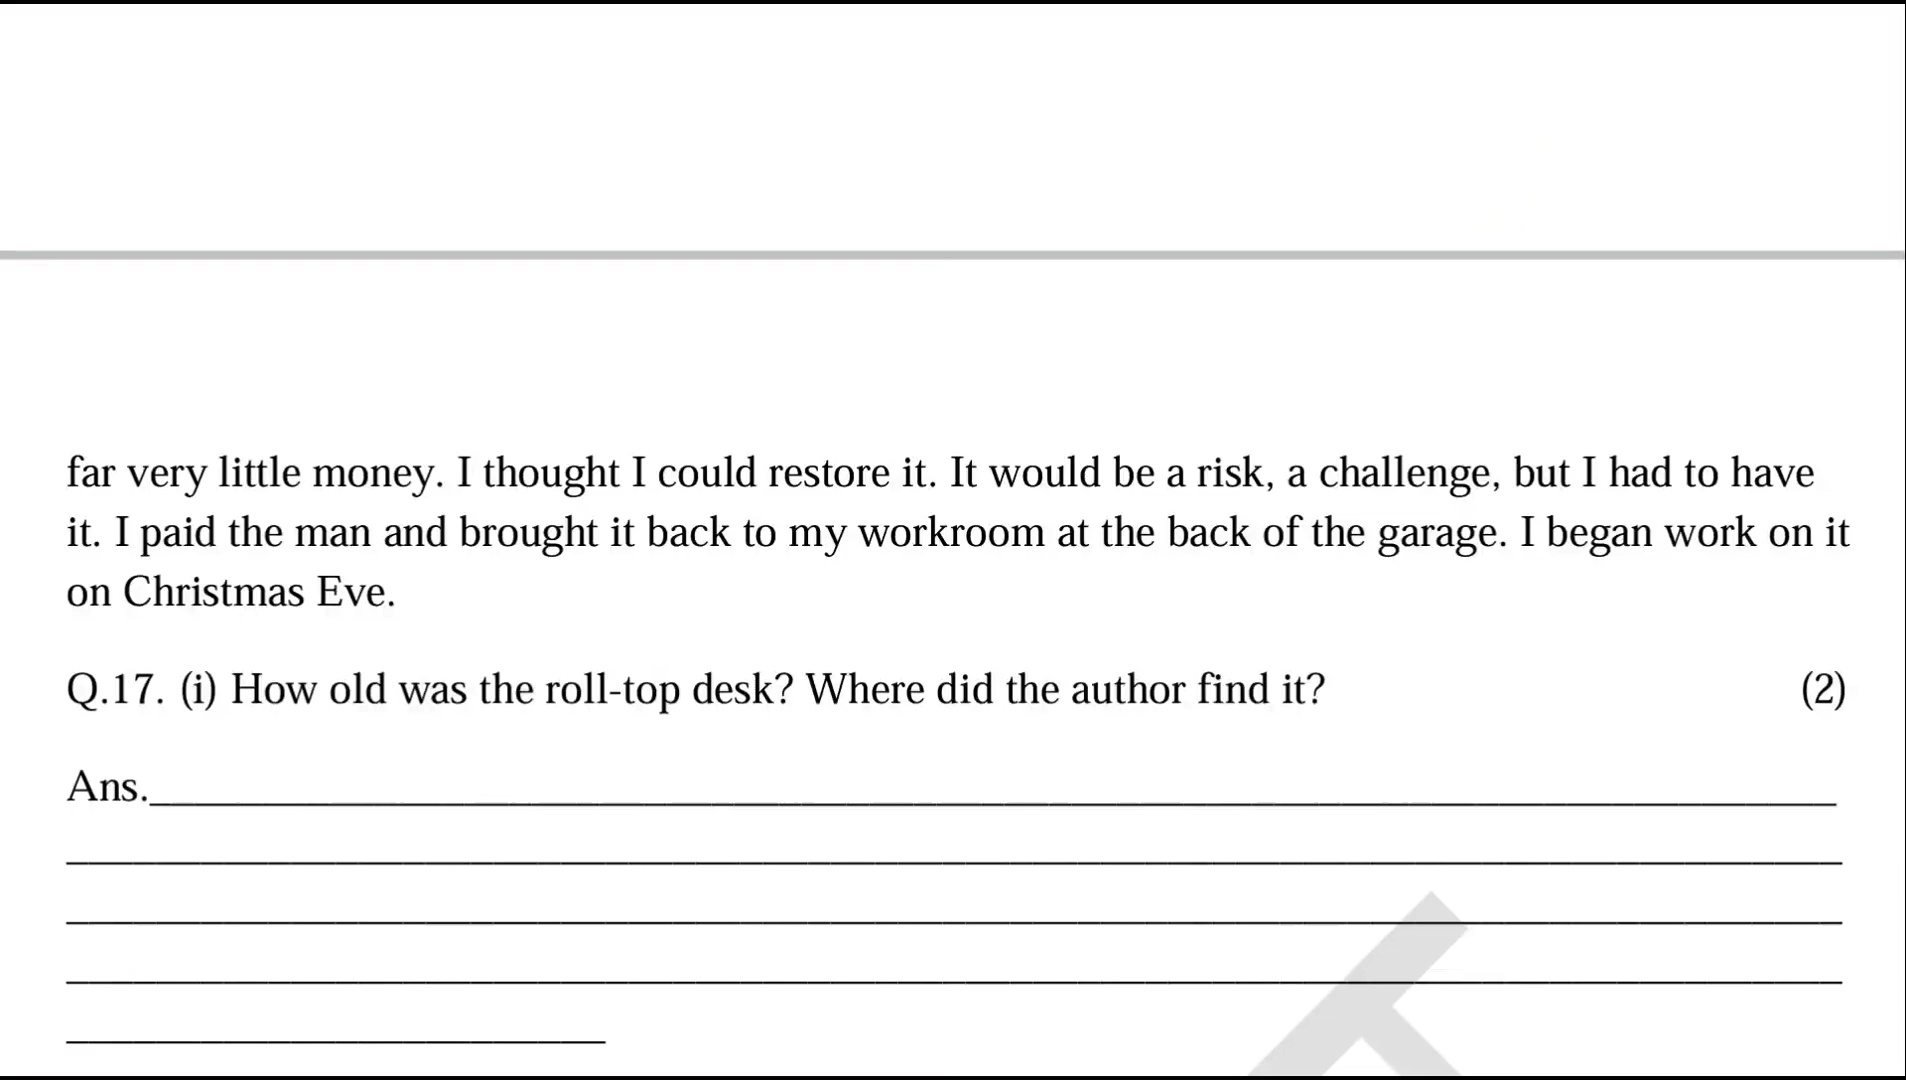 far very little money. I thought I could restore it. It would be a risk, a challenge, but I had to have
it. I paid the man and brought it back to my workroom at the back of the garage. I began work on it
on Christmas Eve.
Q.17. (i) How old was the roll-top desk? Where did the author find it? (2)
Ans.